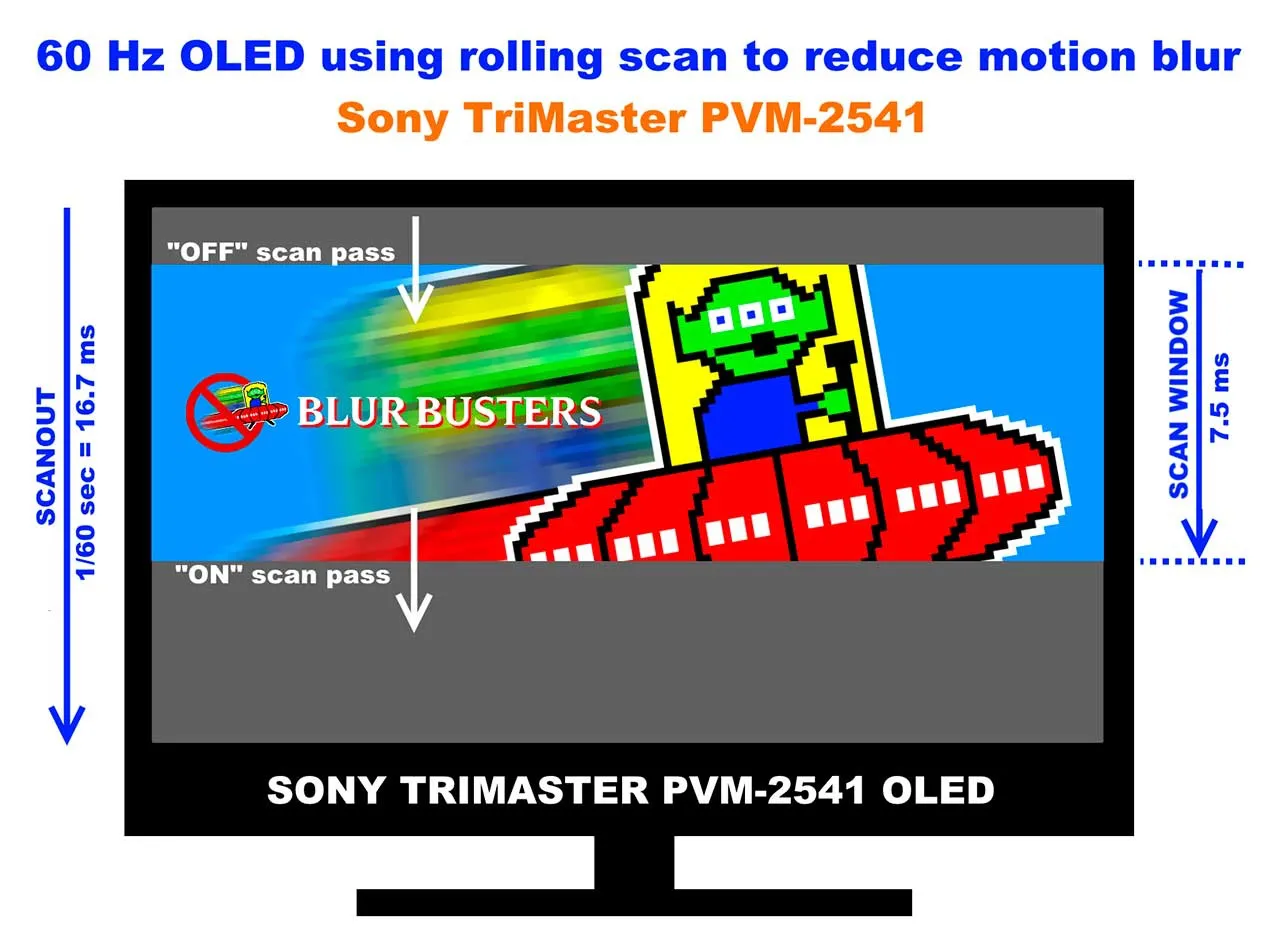 60 Hz OLED using rolling scan to reduce motion blur
Sony TriMaster PVM-2541
"OFF" scan pass
SCANOUT
1/60 sec = 16.7 ms
BLUR BUSTERS
SCAN WINDOW
7.5 ms
"ON" scan pass
SONY TRIMASTER PVM-2541 OLED